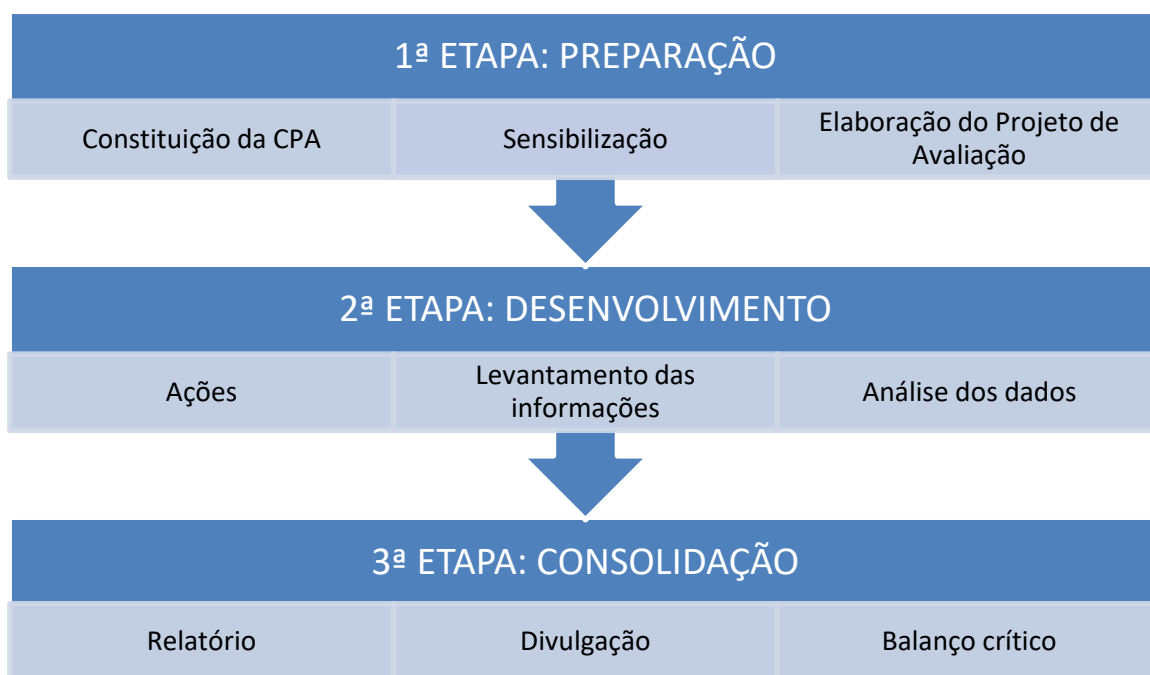 1ª ETAPA: PREPARAÇÃO
Constituição da CPA
Sensibilização
Elaboração do Projeto de
Avaliação
2ª ETAPA: DESENVOLVIMENTO
Ações
Levantamento das
informações
Análise dos dados
3ª ETAPA: CONSOLIDAÇÃO
Relatório
Divulgação
Balanço crítico